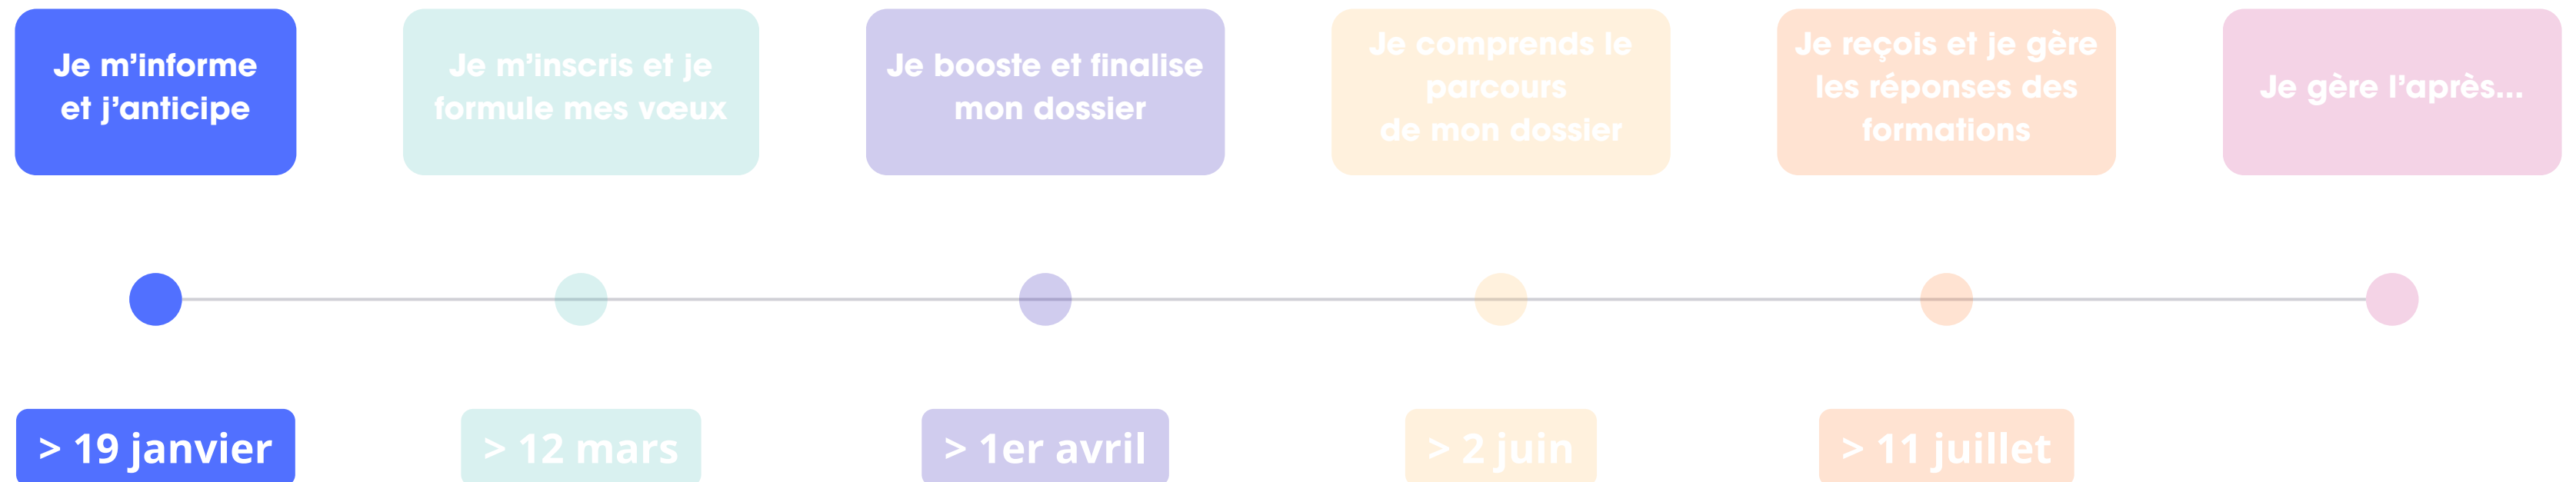 Je m’informe
et j’anticipe
Je m’inscris et je
formule mes vœux
Je booste et finalise
mon dossier
Je comprends le
parcours
de mon dossier
Je reçois et je gère
les réponses des
formations
Je gère l’après...
> 19 janvier
> 12 mars
> 1er avril
> 2 juin
> 11 juillet